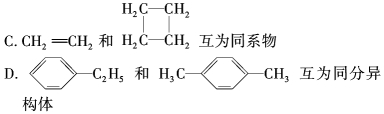 H₂C—CH₂
C. CH₂═CH₂ 和 H₂C—CH₂ 互为同系物
D. —C₂H₅ 和 H₃C— —CH₃ 互为同分异
构体